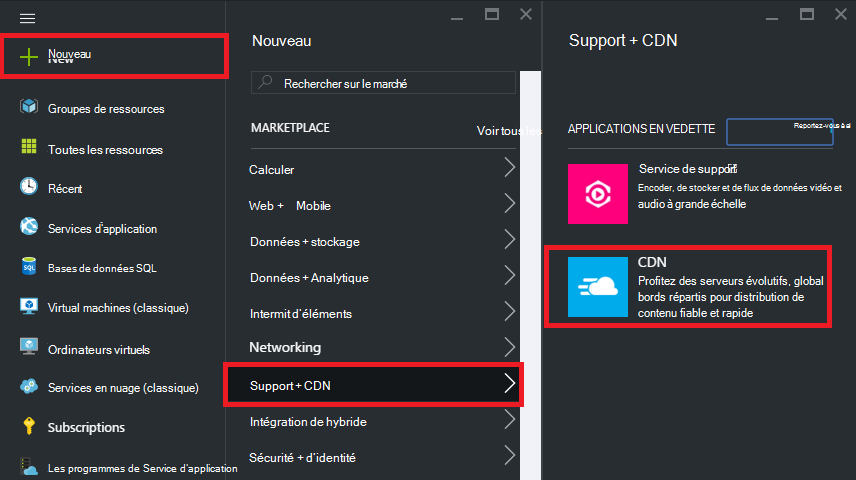 Nouveau
Groupes de ressources
Toutes les ressources
Récent
Services d'application
Bases de données SQL
SQL
Virtual machines (classique)
Ordinateurs virtuels
Services en nuage (classique)
Subscriptions
Les programmes de Service d'application
Nouveau
Rechercher sur le marché
MARKETPLACE
Voir tous les
Calculer
Web + Mobile
Données + stockage
Données + Analytique
Intermit d'éléments
Networking
Support + CDN
Intégration de hybride
Sécurité + d'identité
Support + CDN
APPLICATIONS EN VEDETTE
Reportez-vous à al
Service de support
Encoder, de stocker et de flux de données vidéo et
audio à grande échelle
CDN
Profitez des serveurs évolutifs, global
bords répartis pour distribution de
contenu fiable et rapide